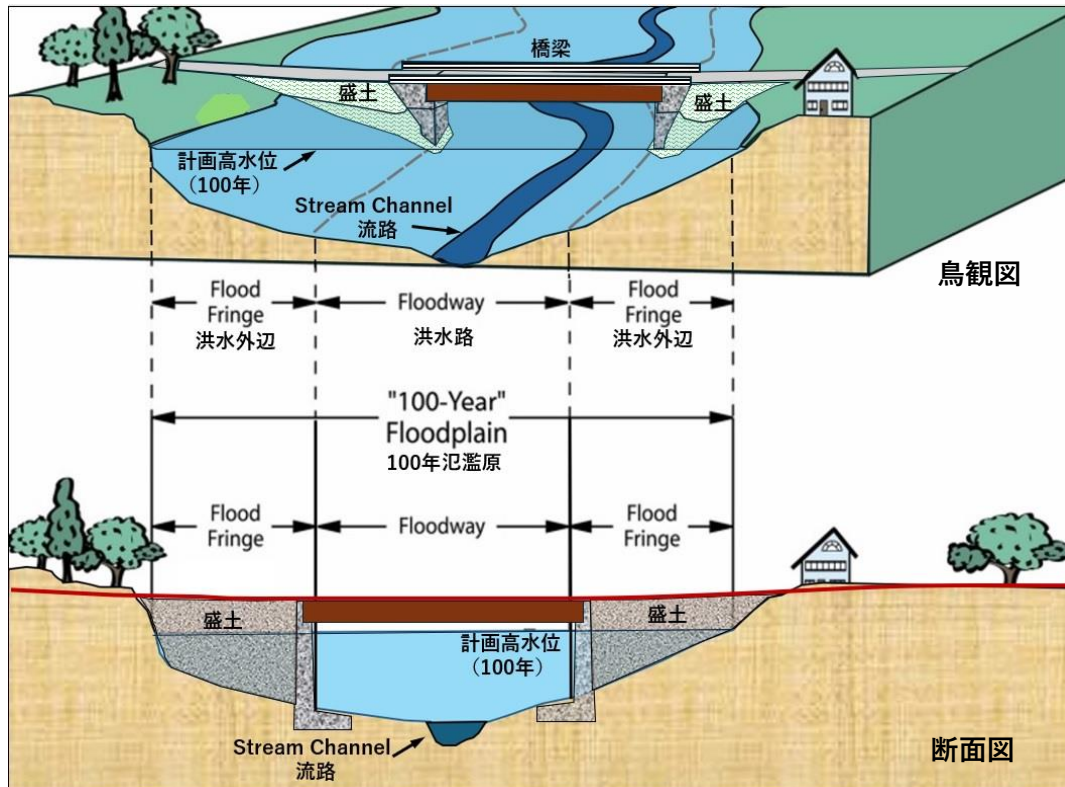 橋梁
盛土
盛土
計画高水位
（100年）
Stream Channel
流路
鳥観図
Flood
Fringe
洪水外辺
Floodway
洪水路
Flood
Fringe
洪水外辺
"100-Year"
Floodplain
100年氾濫原
Flood
Fringe
Floodway
Flood
Fringe
盛土
盛土
計画高水位
（100年）
Stream Channel
流路
断面図